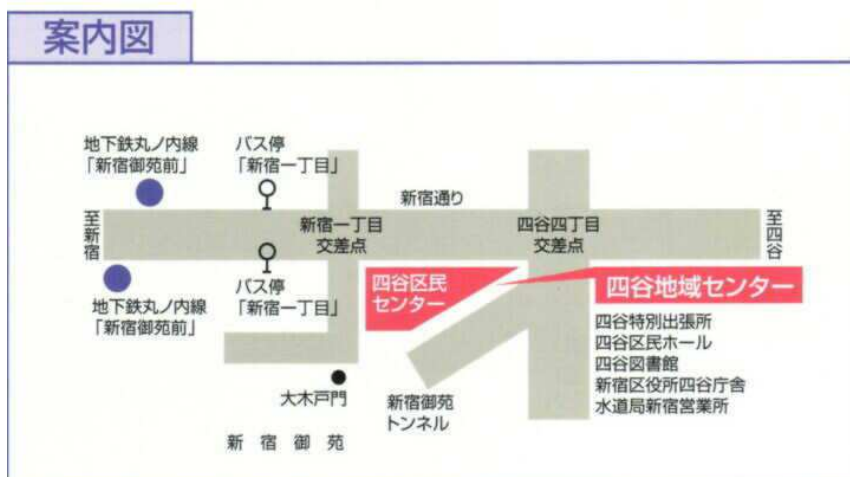 案内図
地下鉄丸ノ内線
「新宿御苑前」
バス停
「新宿一丁目」
新宿通り
至新宿
新宿一丁目
交差点
四谷四丁目
交差点
至四谷
四谷区民
センター
四谷地域センター
バス停
「新宿一丁目」
地下鉄丸ノ内線
「新宿御苑前」
四谷特別出張所
四谷区民ホール
四谷図書館
新宿区役所四谷庁舎
水道局新宿営業所
大木戸門
新宿御苑
トンネル
新宿御苑